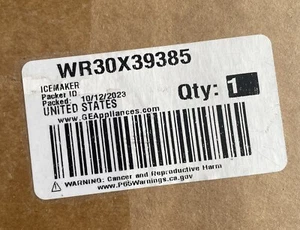 WR30X39385
ICEMAKER
Packer ID:
Packed: 10/12/2023
UNITED STATES
Qty: 1
www.GEAppliances.com
WARNING: Cancer and Reproductive Harm
www.P65Warnings.ca.gov